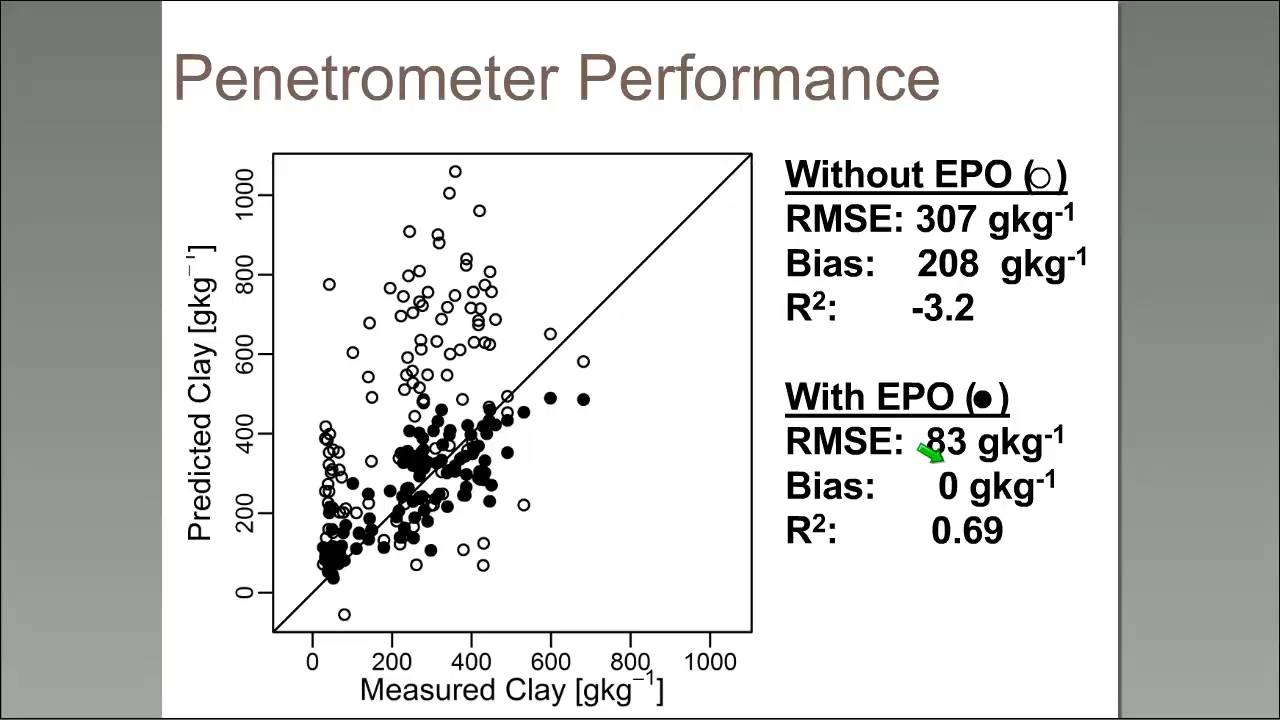 Penetrometer Performance
Without EPO (○)
RMSE: 307 gkg⁻¹
Bias: 208 gkg⁻¹
R²: -3.2
With EPO (●)
RMSE: 83 gkg⁻¹
Bias: 0 gkg⁻¹
R²: 0.69
Predicted Clay [gkg⁻¹]
1000
800
600
400
200
0
0 200 400 600 800 1000
Measured Clay [gkg⁻¹]